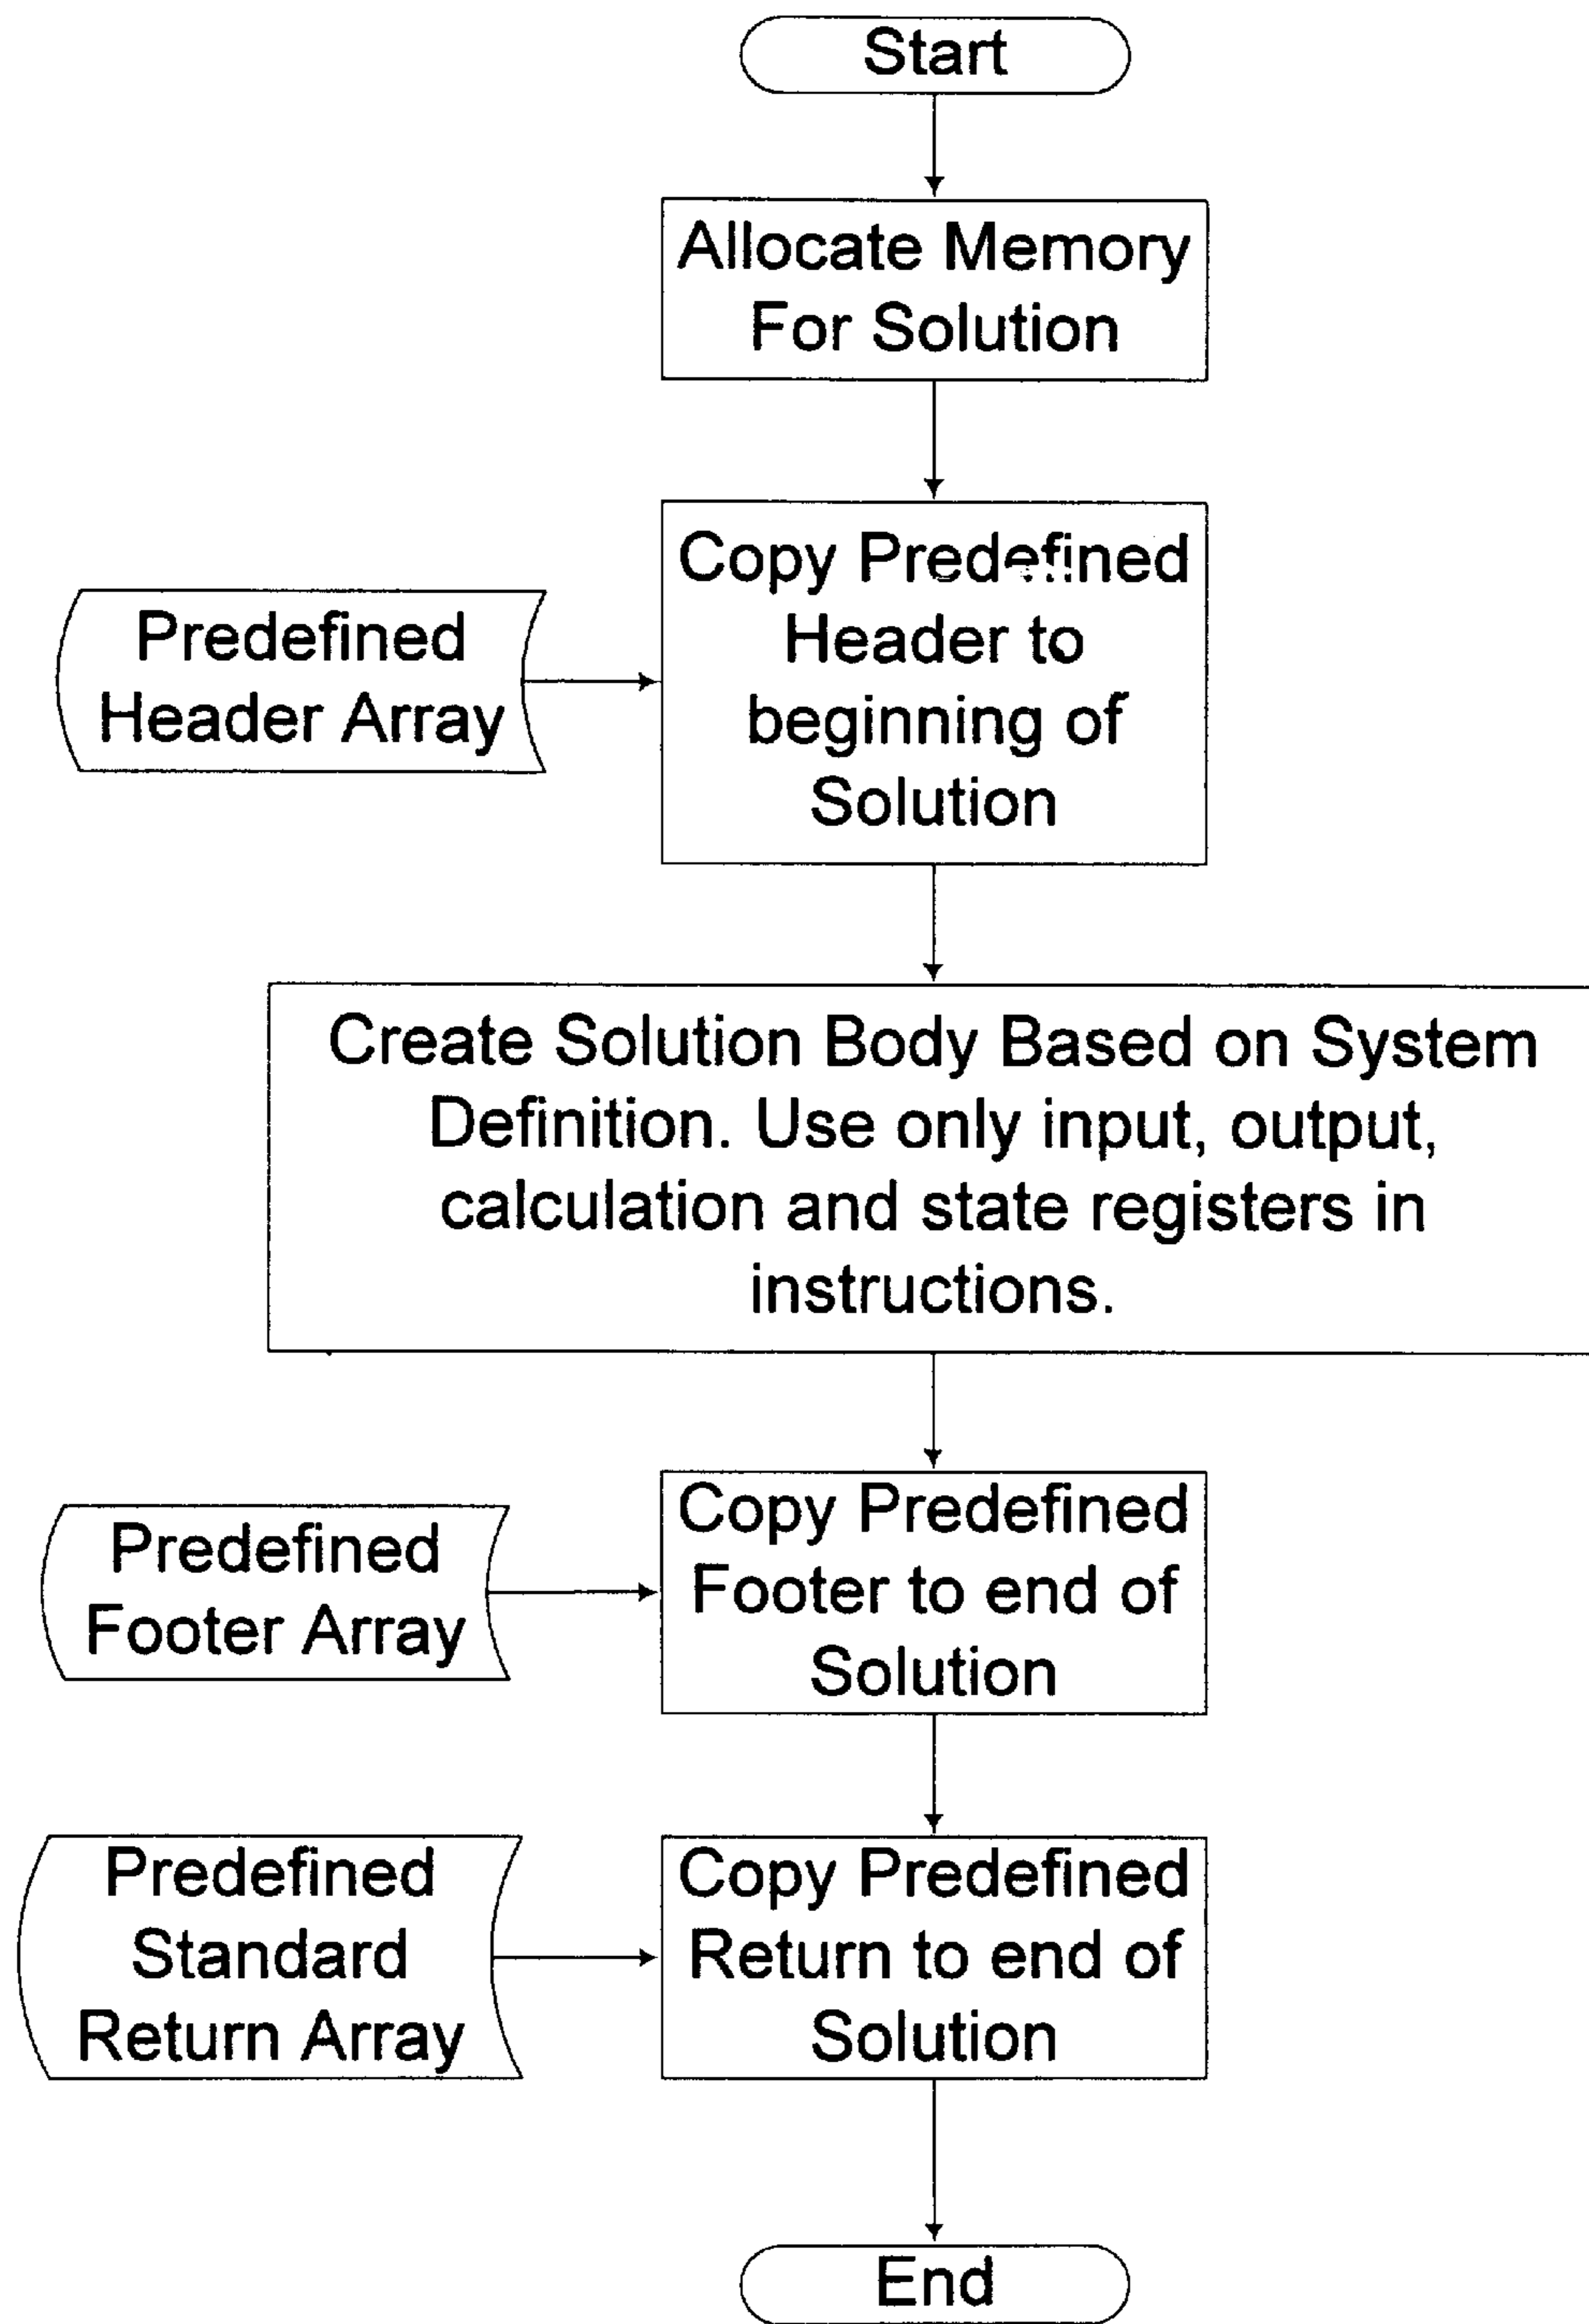 Start
Allocate Memory
For Solution
Copy Predefined
Header to
beginning of
Solution
Predefined
Header Array
Create Solution Body Based on System
Definition. Use only input, output,
calculation and state registers in
instructions.
Copy Predefined
Footer to end of
Solution
Predefined
Footer Array
Copy Predefined
Return to end of
Solution
Predefined
Standard
Return Array
End